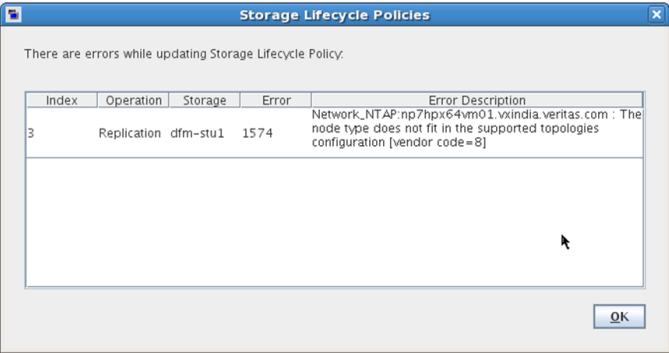 Storage Lifecycle Policies
There are errors while updating Storage Lifecycle Policy:
Index Operation Storage Error Error Description
3 Replication dfm-stu1 1574 Network_NTAP:np7hpx64vm01.vxindia.veritas.com : The
node type does not fit in the supported topologies
configuration [vendor code=8]
OK